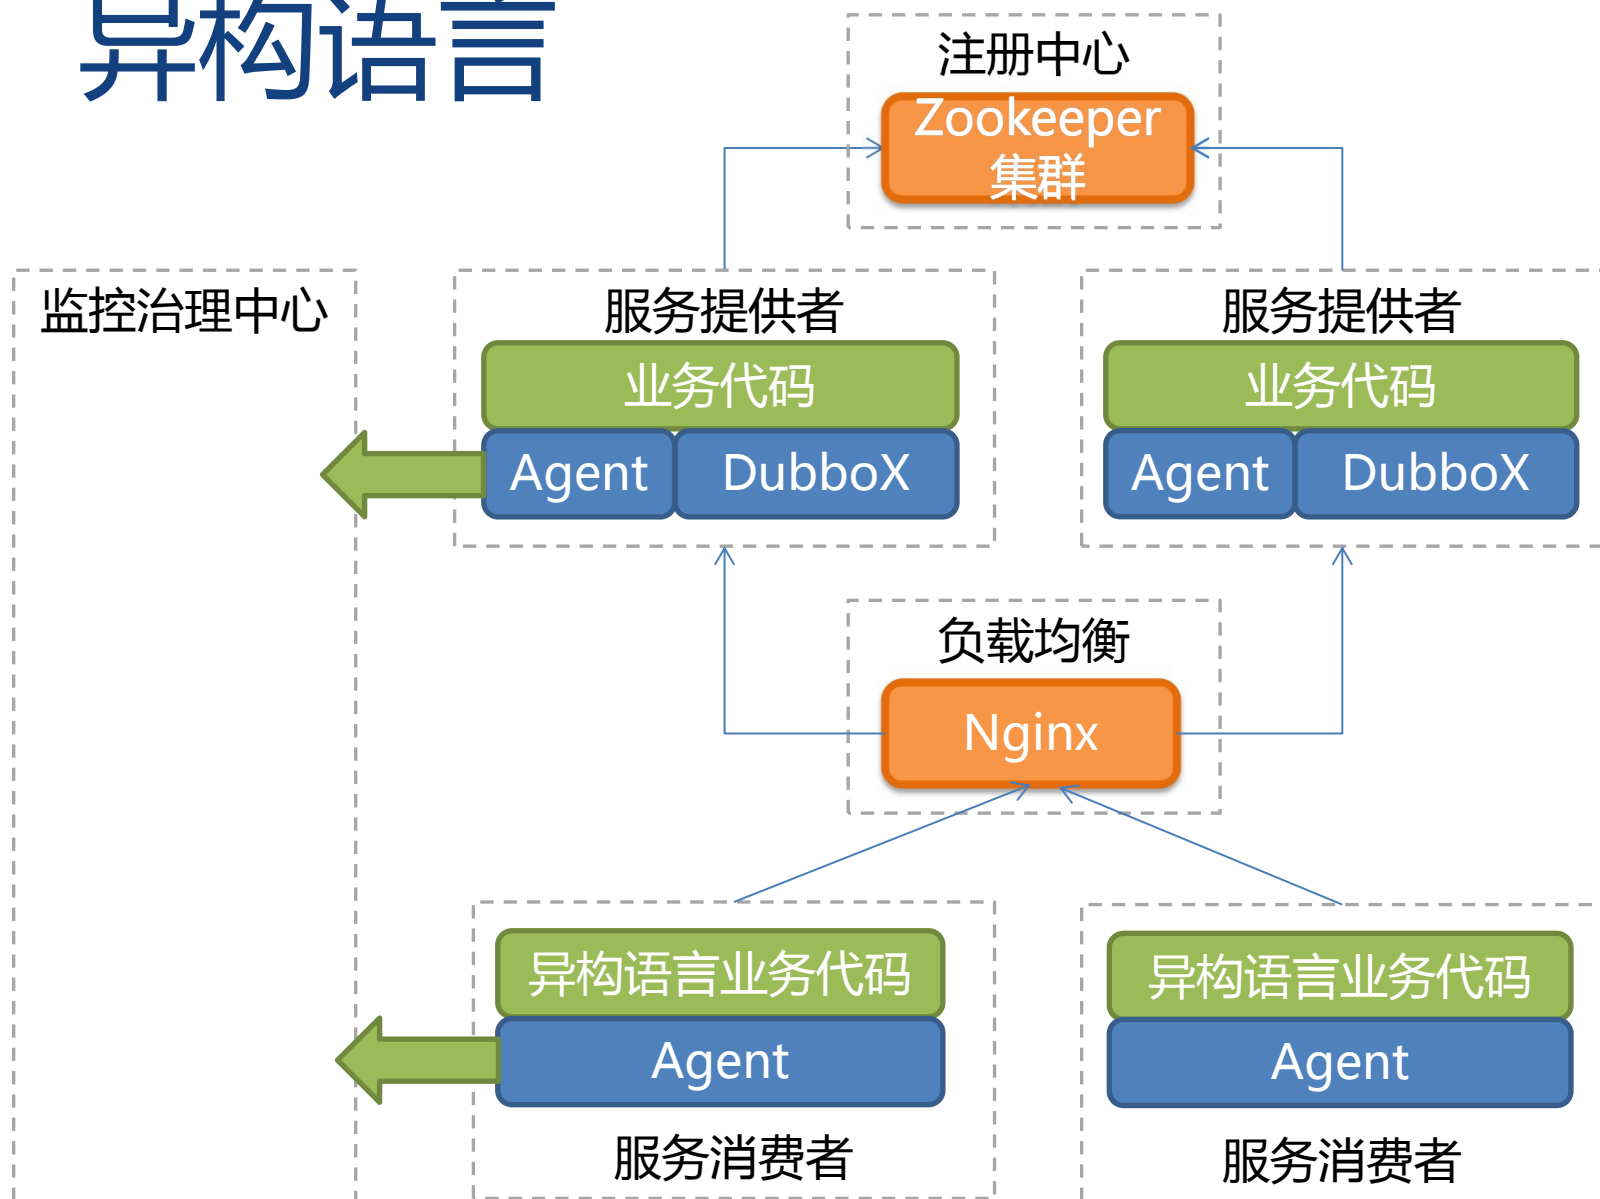 异构语言
注册中心
Zookeeper
集群
监控治理中心
服务提供者
业务代码
Agent
DubboX
服务提供者
业务代码
Agent
DubboX
负载均衡
Nginx
异构语言业务代码
Agent
服务消费者
异构语言业务代码
Agent
服务消费者